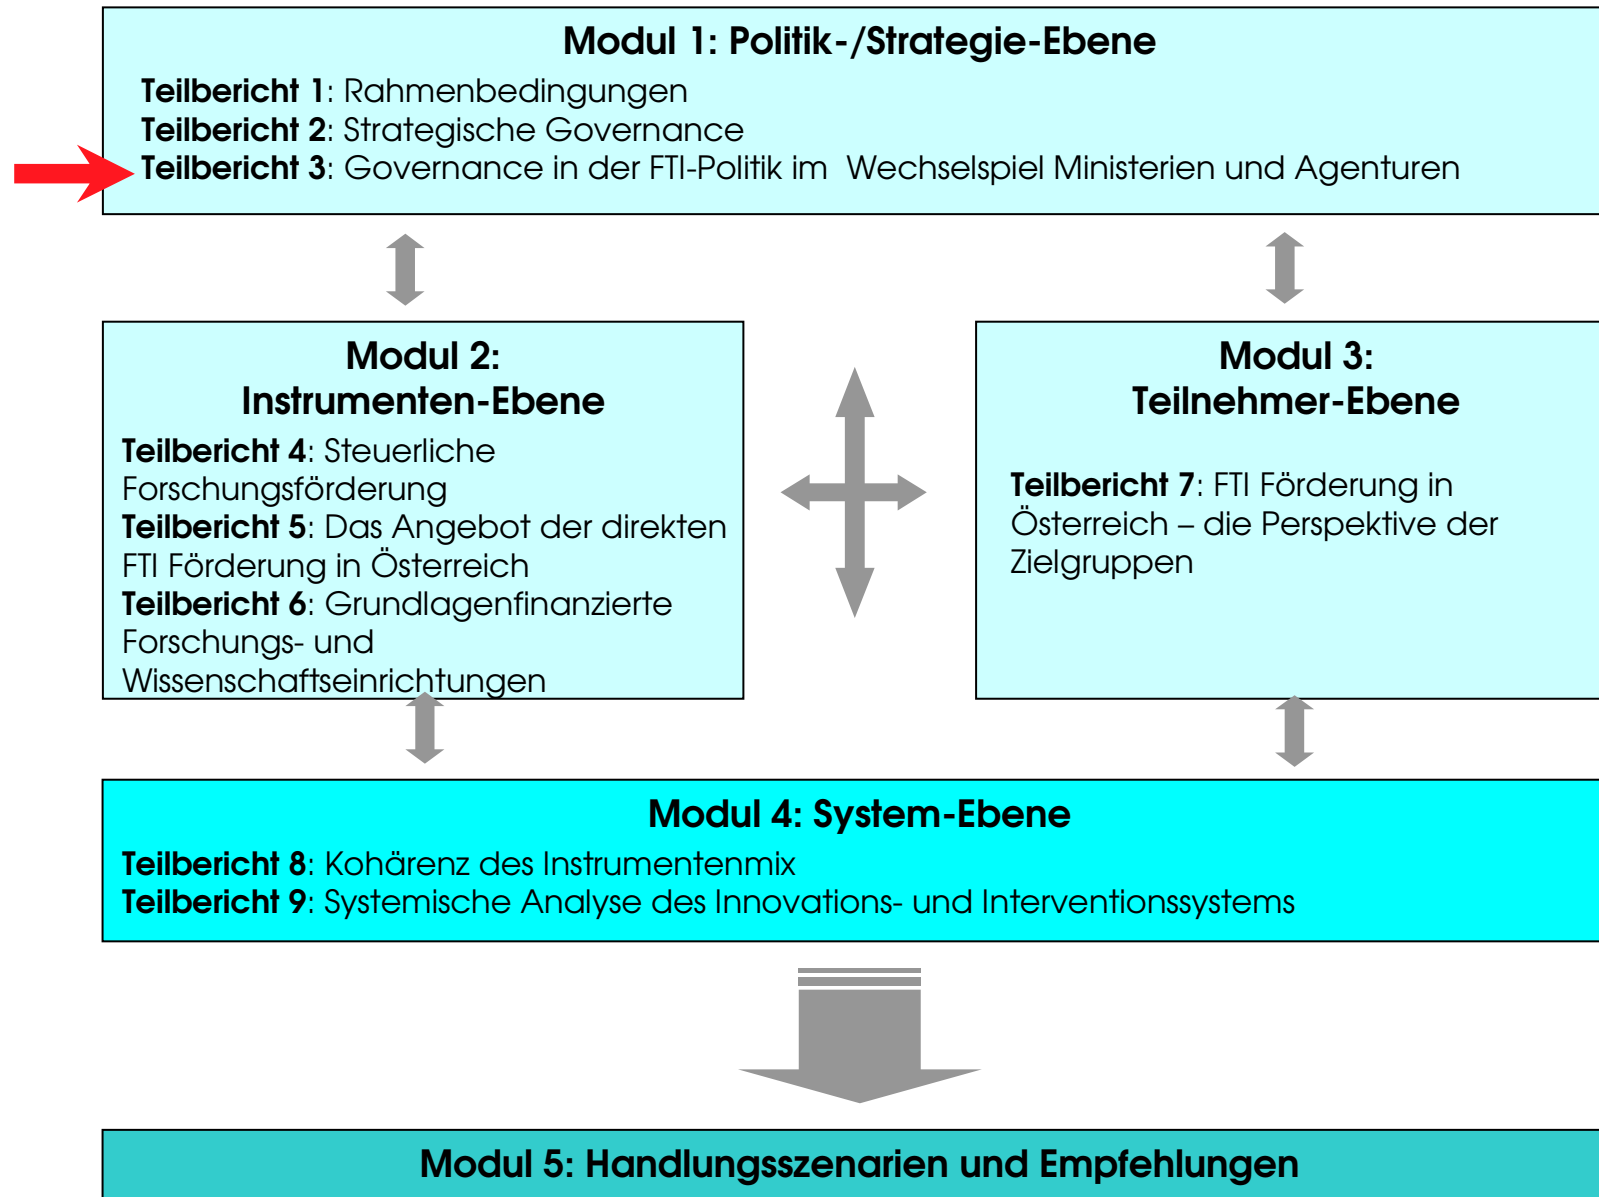 Modul 1: Politik-/Strategie-Ebene
Teilbericht 1: Rahmenbedingungen
Teilbericht 2: Strategische Governance
Teilbericht 3: Governance in der FTI-Politik im Wechselspiel Ministerien und Agenturen
Modul 2:
Instrumenten-Ebene
Teilbericht 4: Steuerliche
Forschungsförderung
Teilbericht 5: Das Angebot der direkten
FTI Förderung in Österreich
Teilbericht 6: Grundlagenfinanzierte
Forschungs- und
Wissenschaftseinrichtungen
Modul 3:
Teilnehmer-Ebene
Teilbericht 7: FTI Förderung in
Österreich – die Perspektive der
Zielgruppen
Modul 4: System-Ebene
Teilbericht 8: Kohärenz des Instrumentenmix
Teilbericht 9: Systemische Analyse des Innovations- und Interventionssystems
Modul 5: Handlungsszenarien und Empfehlungen